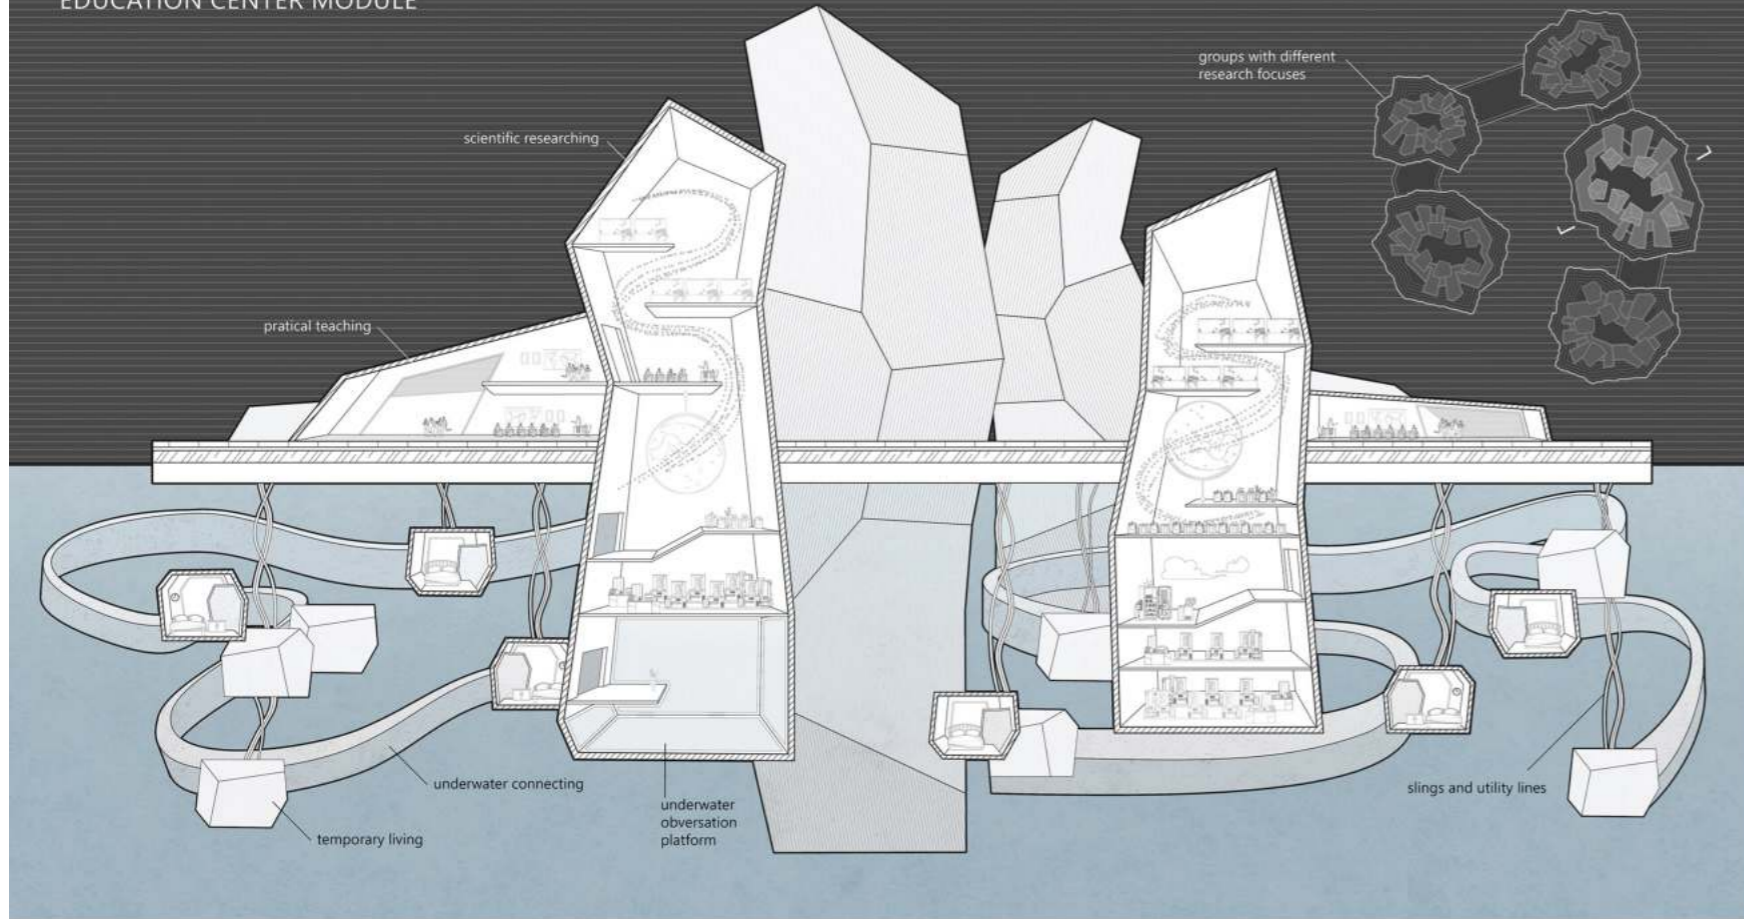 EDUCATION CENTER MODULE
groups with different
research focuses
scientific researching
pratical teaching
underwater connecting
slings and utility lines
underwater
obversation
platform
temporary living